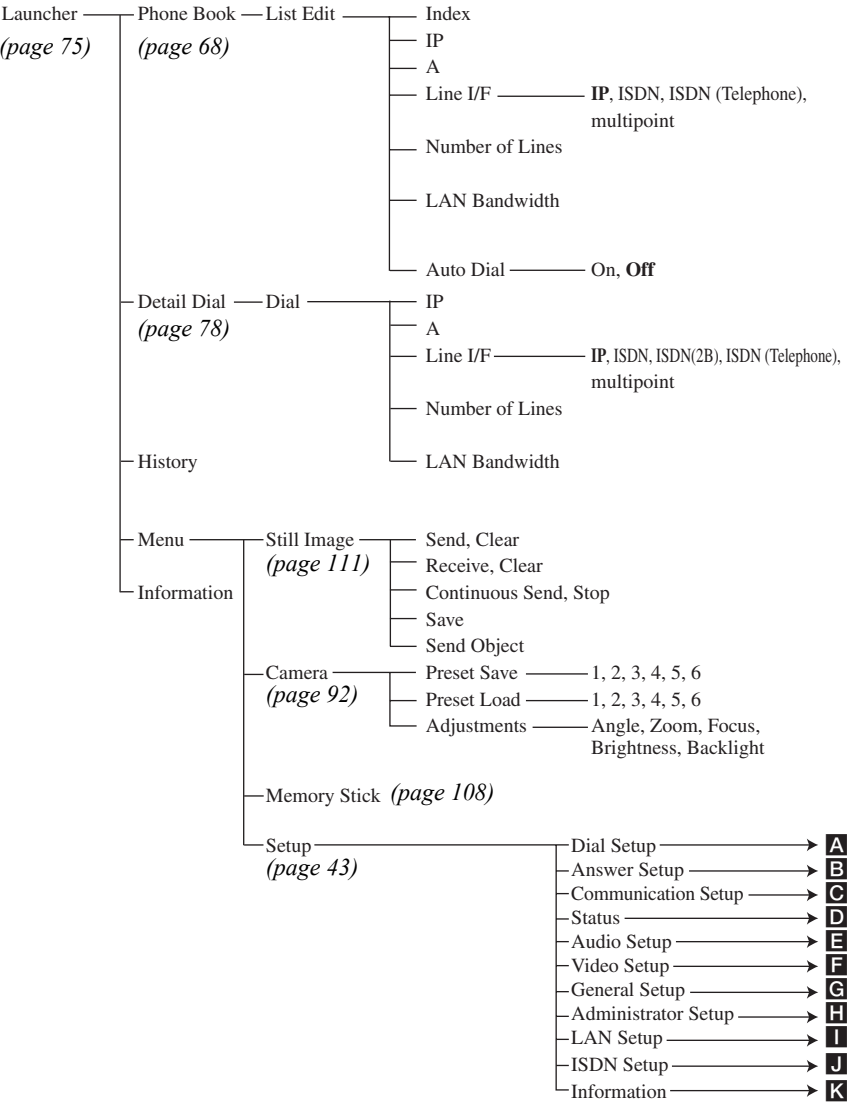 Launcher Phone Book List Edit Index
(page 75) (page 68) IP
A
Line I/F IP, ISDN, ISDN (Telephone),
multipoint
Number of Lines
LAN Bandwidth
Auto Dial On, Off
Detail Dial Dial IP
(page 78) A
Line I/F IP, ISDN, ISDN(2B), ISDN (Telephone),
multipoint
Number of Lines
History LAN Bandwidth
Menu Still Image Send, Clear
(page 111) Receive, Clear
Information Continuous Send, Stop
Save
Send Object
Camera Preset Save 1, 2, 3, 4, 5, 6
(page 92) Preset Load 1, 2, 3, 4, 5, 6
Adjustments Angle, Zoom, Focus,
Brightness, Backlight
Memory Stick (page 108)
Setup Dial Setup A
(page 43) Answer Setup B
Communication Setup C
Status D
Audio Setup E
Video Setup F
General Setup G
Administrator Setup H
LAN Setup I
ISDN Setup J
Information K